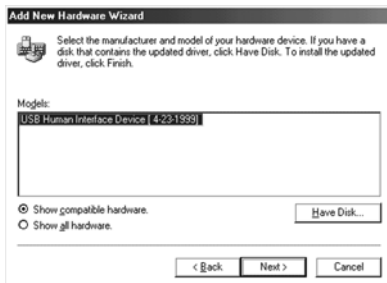 Add New Hardware Wizard
Select the manufacturer and model of your hardware device. If you have a
disk that contains the updated driver, click Have Disk. To install the updated
driver, click Finish.
Models:
USB Human Interface Device [ 4-23-1999]
Show compatible hardware.
Show all hardware.
Have Disk...
< Back
Next >
Cancel